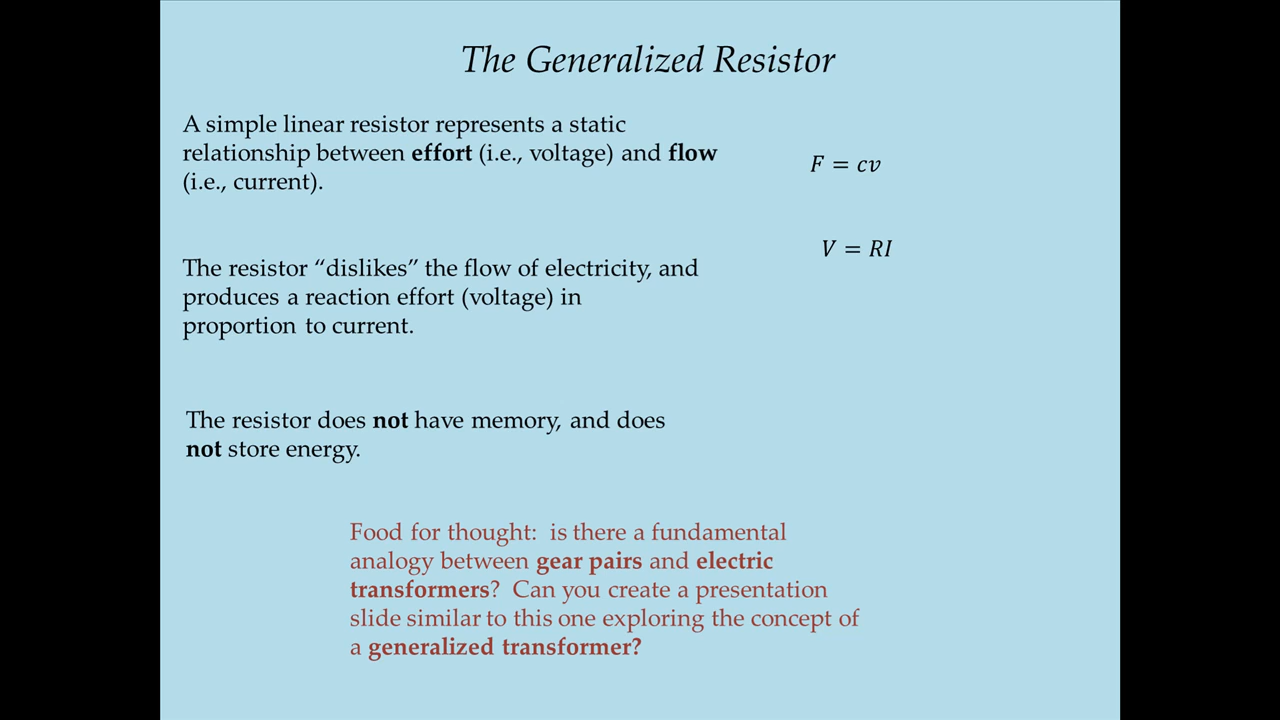 The Generalized Resistor
A simple linear resistor represents a static
relationship between effort (i.e., voltage) and flow
(i.e., current).
F = cv
V = RI
The resistor “dislikes” the flow of electricity, and
produces a reaction effort (voltage) in
proportion to current.
The resistor does not have memory, and does
not store energy.
Food for thought:  is there a fundamental
analogy between gear pairs and electric
transformers?  Can you create a presentation
slide similar to this one exploring the concept of
a generalized transformer?